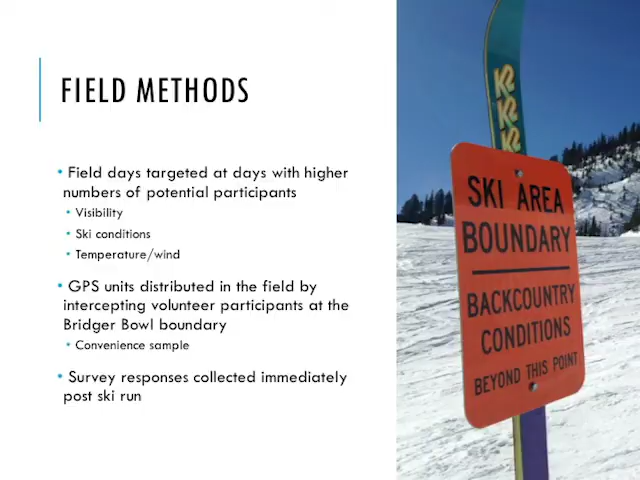 FIELD METHODS
• Field days targeted at days with higher
numbers of potential participants
• Visibility
• Ski conditions
• Temperature/wind
• GPS units distributed in the field by
intercepting volunteer participants at the
Bridger Bowl boundary
• Convenience sample
• Survey responses collected immediately
post ski run
K2
K2
K2
SKI AREA
BOUNDARY
BACKCOUNTRY
CONDITIONS
BEYOND THIS POINT